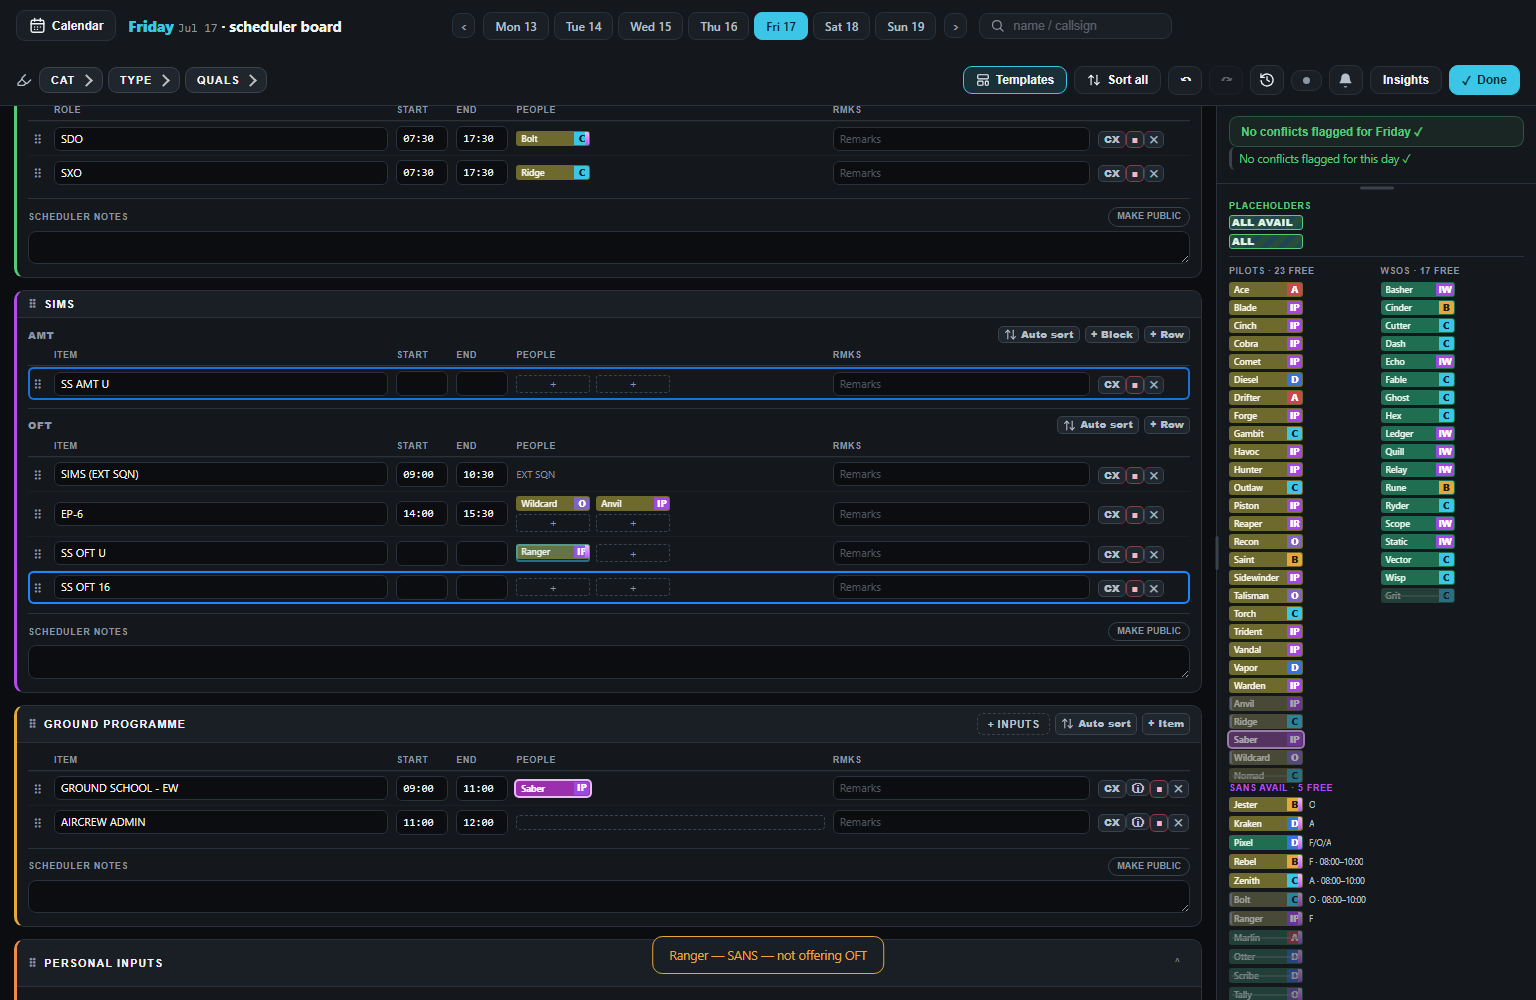 Calendar
Friday Jul 17 · scheduler board
‹ Mon 13 Tue 14 Wed 15 Thu 16 Fri 17 Sat 18 Sun 19 ›
name / callsign
CAT TYPE QUALS
Templates Sort all Insights ✓ Done
ROLE START END PEOPLE RMKS
SDO 07:30 17:30 Bolt C Remarks CX
SXO 07:30 17:30 Ridge C Remarks CX
SCHEDULER NOTES MAKE PUBLIC
SIMS
AMT Auto sort + Block + Row
ITEM START END PEOPLE RMKS
SS AMT U + + Remarks CX
OFT Auto sort + Row
ITEM START END PEOPLE RMKS
SIMS (EXT SQN) 09:00 10:30 EXT SQN Remarks CX
EP-6 14:00 15:30 Wildcard O Anvil IP Remarks CX
+ +
SS OFT U Ranger IP + Remarks CX
SS OFT 16 + + Remarks CX
SCHEDULER NOTES MAKE PUBLIC
GROUND PROGRAMME + INPUTS Auto sort + Item
ITEM START END PEOPLE RMKS
GROUND SCHOOL - EW 09:00 11:00 Saber IP Remarks CX
AIRCREW ADMIN 11:00 12:00 Remarks CX
SCHEDULER NOTES MAKE PUBLIC
PERSONAL INPUTS
Ranger — SANS — not offering OFT
No conflicts flagged for Friday ✓
No conflicts flagged for this day ✓
PLACEHOLDERS
ALL AVAIL
ALL
PILOTS · 23 FREE
Ace A
Blade IP
Cinch IP
Cobra IP
Comet IP
Diesel D
Drifter A
Forge IP
Gambit C
Havoc IP
Hunter IP
Outlaw C
Piston IP
Reaper IR
Recon O
Saint B
Sidewinder IP
Talisman O
Torch C
Trident IP
Vandal IP
Vapor D
Warden IP
Anvil IP
Ridge C
Saber IP
Wildcard O
Nomad C
WSOS · 17 FREE
Basher IW
Cinder B
Cutter C
Dash C
Echo IW
Fable C
Ghost C
Hex C
Ledger IW
Quill IW
Relay IW
Rune B
Ryder C
Scope IW
Static IW
Vector C
Wisp C
Grit C
SANS AVAIL · 5 FREE
Jester B O
Kraken D A
Pixel D F/O/A
Rebel B F · 08:00–10:00
Zenith C A · 08:00–10:00
Bolt C O · 08:00–10:00
Ranger IP F
Marlin A
Otter D
Scribe D
Tally O